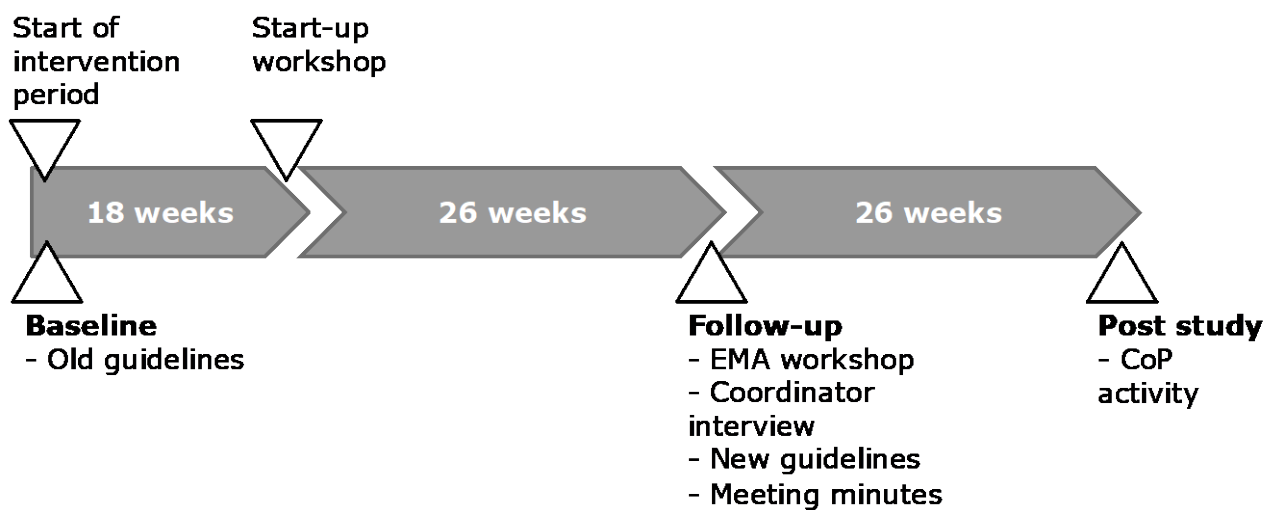 Start of
intervention
period
Start-up
workshop
18 weeks
26 weeks
26 weeks
Baseline
- Old guidelines
Follow-up
- EMA workshop
- Coordinator
interview
- New guidelines
- Meeting minutes
Post study
- CoP
activity